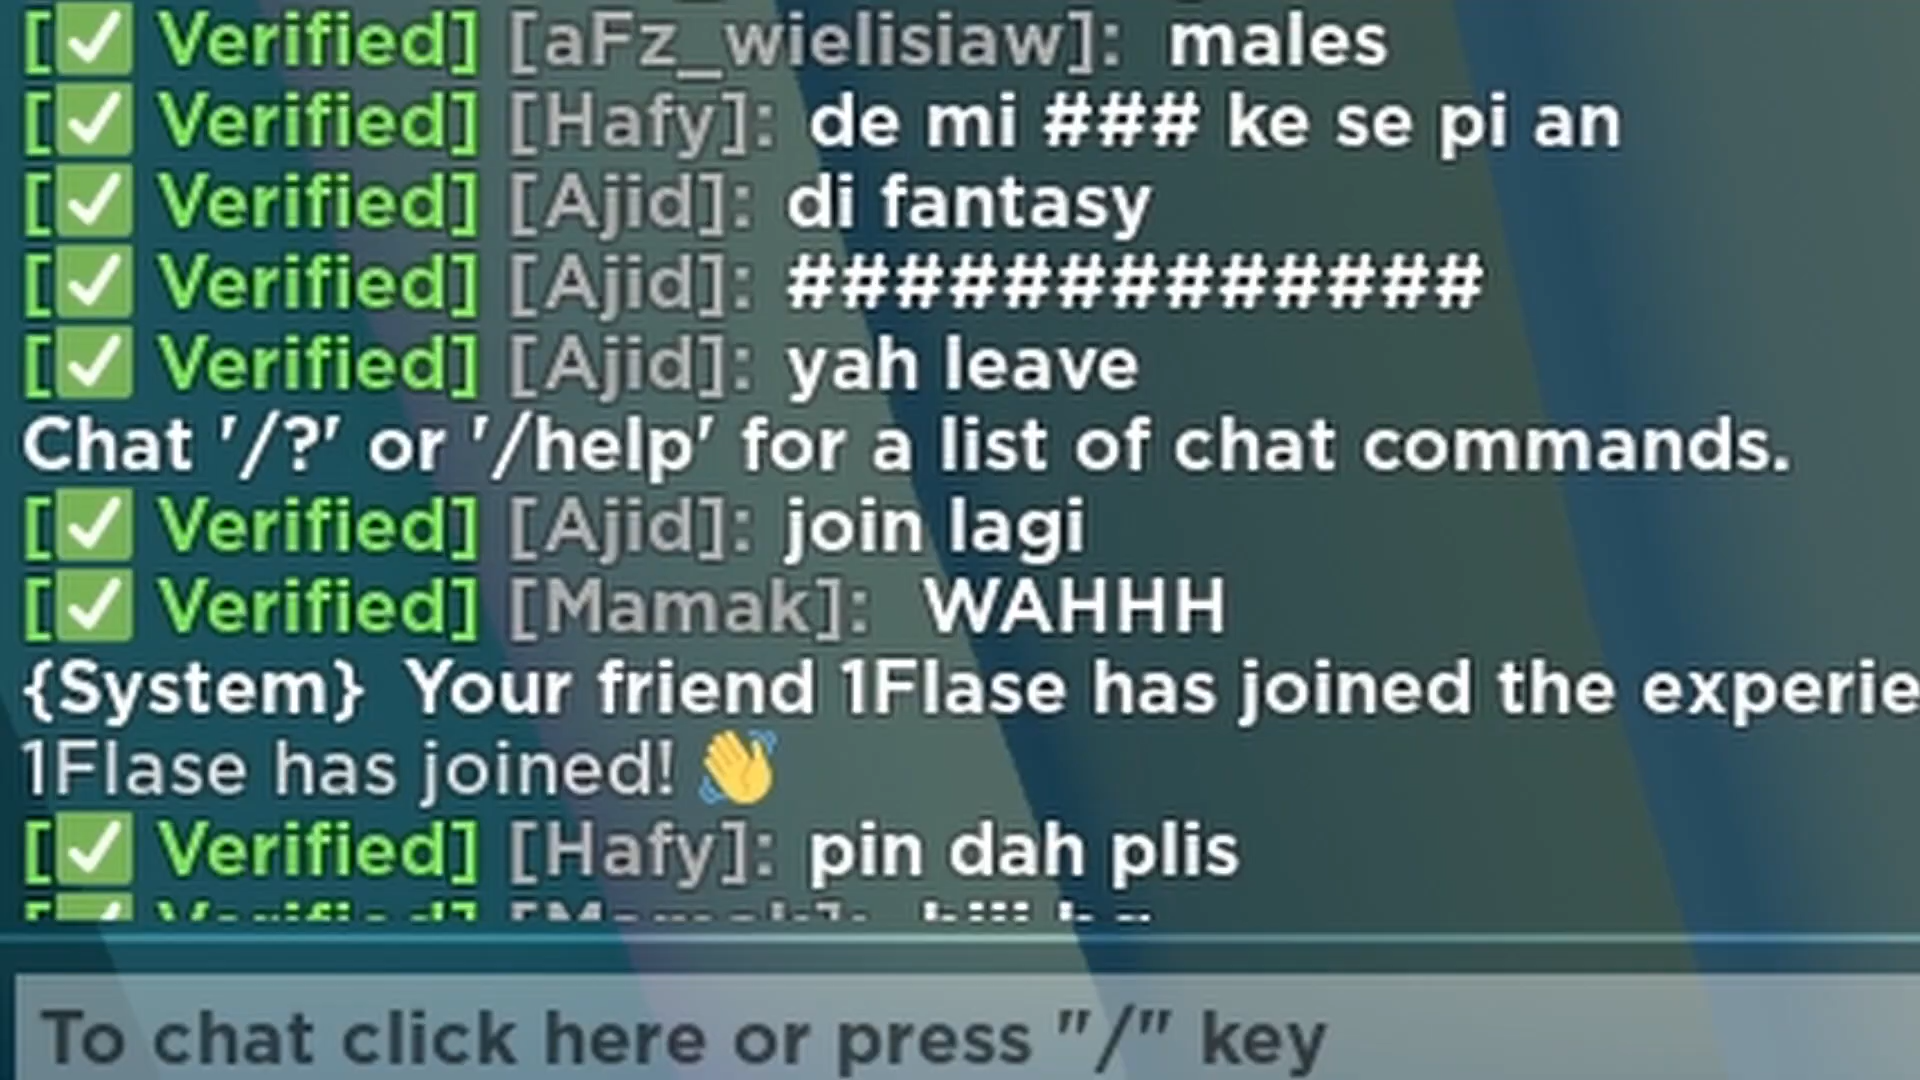 [✅ Verified] [aFz_wielisiaw]: males
[✅ Verified] [Hafy]: de mi ### ke se pi an
[✅ Verified] [Ajid]: di fantasy
[✅ Verified] [Ajid]: #############
[✅ Verified] [Ajid]: yah leave
Chat '/?' or '/help' for a list of chat commands.
[✅ Verified] [Ajid]: join lagi
[✅ Verified] [Mamak]: WAHHH
{System} Your friend 1Flase has joined the experie
1Flase has joined! 👋
[✅ Verified] [Hafy]: pin dah plis
[✅ Verified] [Mamak]:
To chat click here or press "/" key